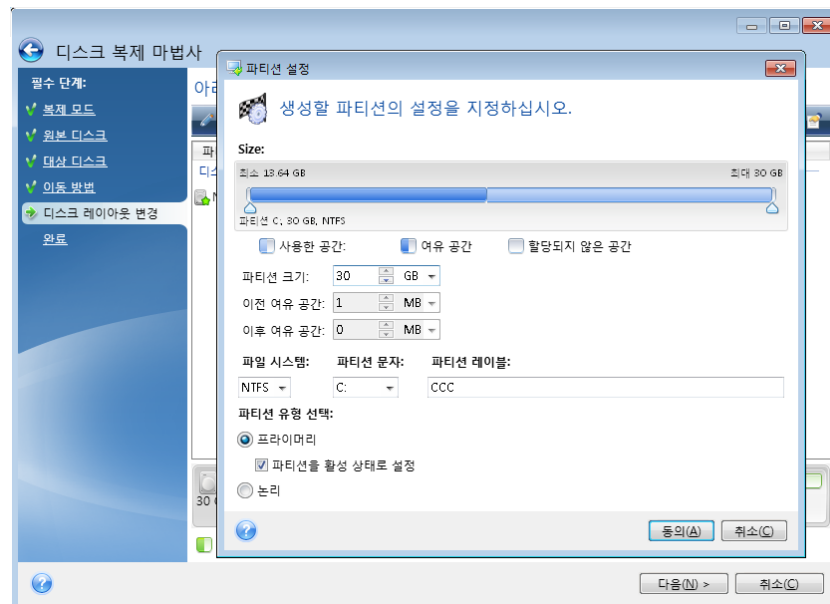 디스크 복제 마법사
필수 단계:
복제 모드
원본 디스크
대상 디스크
이동 방법
디스크 레이아웃 변경
완료
파티션 설정
생성할 파티션의 설정을 지정하십시오.
Size:
최소 13.64 GB 최대 30 GB
파티션 C; 30 GB, NTFS
사용한 공간: 여유 공간 할당되지 않은 공간
파티션 크기: 30 GB
이전 여유 공간: 1 MB
이후 여유 공간: 0 MB
파일 시스템: 파티션 문자: 파티션 레이블:
NTFS C: CCC
파티션 유형 선택:
프라이머리
파티션을 활성 상태로 설정
논리
30
동의(A) 취소(C)
다음(N) > 취소(C)